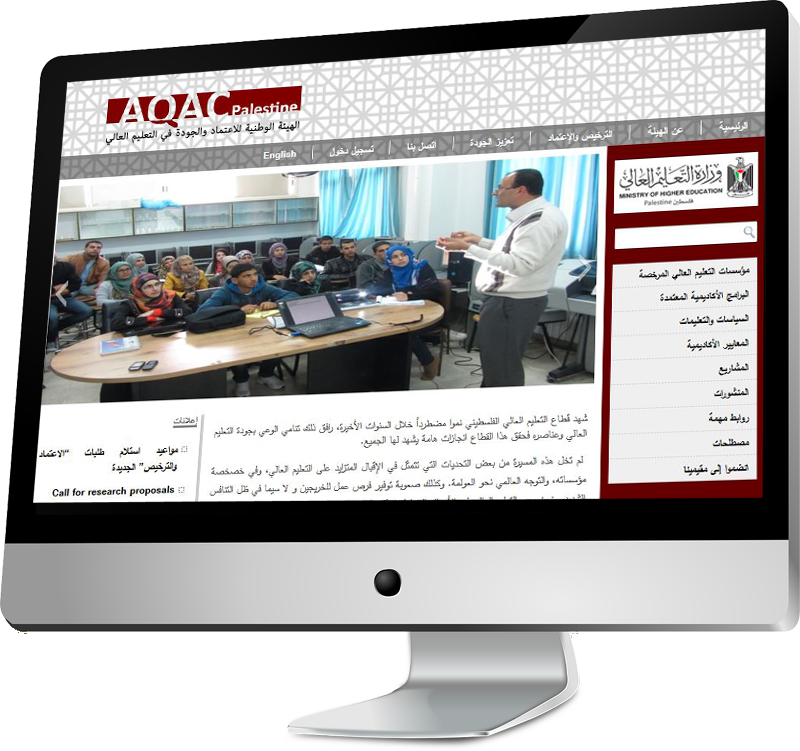 AQAC Palestine
الهيئة الوطنية للاعتماد والجودة في التعليم العالي
الرئيسية | عن الهيئة | الترخيص والإعتماد | تعزيز الجودة | اتصل بنا | تسجيل دخول | English
وزارة التعليم العالي
MINISTRY OF HIGHER EDUCATION
Palestine فلسطين
مؤسسات التعليم العالي المرخصة
البرامج الأكاديمية المعتمدة
السياسات والتعليمات
المعايير الأكاديمية
المشاريع
المنشورات
روابط مهمة
مصطلحات
انضموا إلى مقيمينا
شهد قطاع التعليم العالي الفلسطيني نموا مضطرداً خلال السنوات الأخيرة، رافق ذلك تنامي الوعي بجودة التعليم
العالي وعناصره فحقق هذا القطاع انجازات هامة يشهد لها الجميع.
لم تخل هذه المسيرة من بعض التحديات التي تتمثل في الإقبال المتزايد على التعليم العالي، وفي خصخصة
مؤسساته، والتوجه العالمي نحو العولمة. وكذلك صعوبة توفير فرص عمل للخريجين و لا سيما في ظل التنافس
إعلانات
مواعيد استلام طلبات "الاعتماد
والترخيص" الجديدة
Call for research proposals